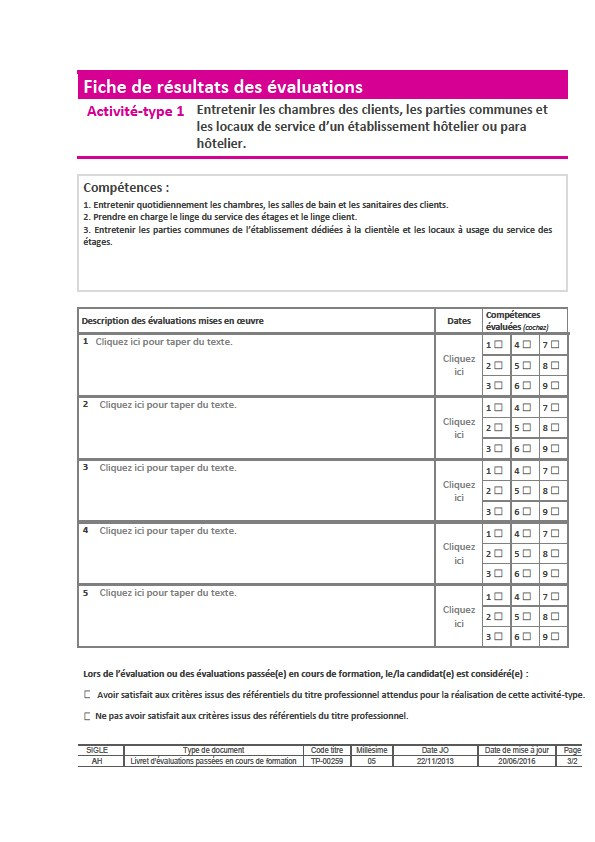 Fiche de résultats des évaluations
Activité-type 1 Entretenir les chambres des clients, les parties communes et
les locaux de service d'un établissement hôtelier ou para
hôtelier.
Compétences :
1. Entretenir quotidiennement les chambres, les salles de bain et les sanitaires des clients.
2. Prendre en charge le linge du service des étages et le linge client.
3. Entretenir les parties communes de l'établissement dédiées à la clientèle et les locaux à usage du service des
étages.
Description des évaluations mises en œuvre Dates Compétences
évaluées (cochez)
1 Cliquez ici pour taper du texte. Cliquez
ici
1 ☐ 4 ☐ 7 ☐
2 ☐ 5 ☐ 8 ☐
3 ☐ 6 ☐ 9 ☐
2 Cliquez ici pour taper du texte. Cliquez
ici
1 ☐ 4 ☐ 7 ☐
2 ☐ 5 ☐ 8 ☐
3 ☐ 6 ☐ 9 ☐
3 Cliquez ici pour taper du texte. Cliquez
ici
1 ☐ 4 ☐ 7 ☐
2 ☐ 5 ☐ 8 ☐
3 ☐ 6 ☐ 9 ☐
4 Cliquez ici pour taper du texte. Cliquez
ici
1 ☐ 4 ☐ 7 ☐
2 ☐ 5 ☐ 8 ☐
3 ☐ 6 ☐ 9 ☐
5 Cliquez ici pour taper du texte. Cliquez
ici
1 ☐ 4 ☐ 7 ☐
2 ☐ 5 ☐ 8 ☐
3 ☐ 6 ☐ 9 ☐
Lors de l'évaluation ou des évaluations passée(e) en cours de formation, le/la candidat(e) est considéré(e) :
☐ Avoir satisfait aux critères issus des référentiels du titre professionnel attendus pour la réalisation de cette activité-type.
☐ Ne pas avoir satisfait aux critères issus des référentiels du titre professionnel.
SIGLE Type de document Code titre Millésime Date JO Date de mise à jour Page
AH Livret d'évaluations passées en cours de formation TP-00259 05 22/11/2013 20/06/2016 3/2